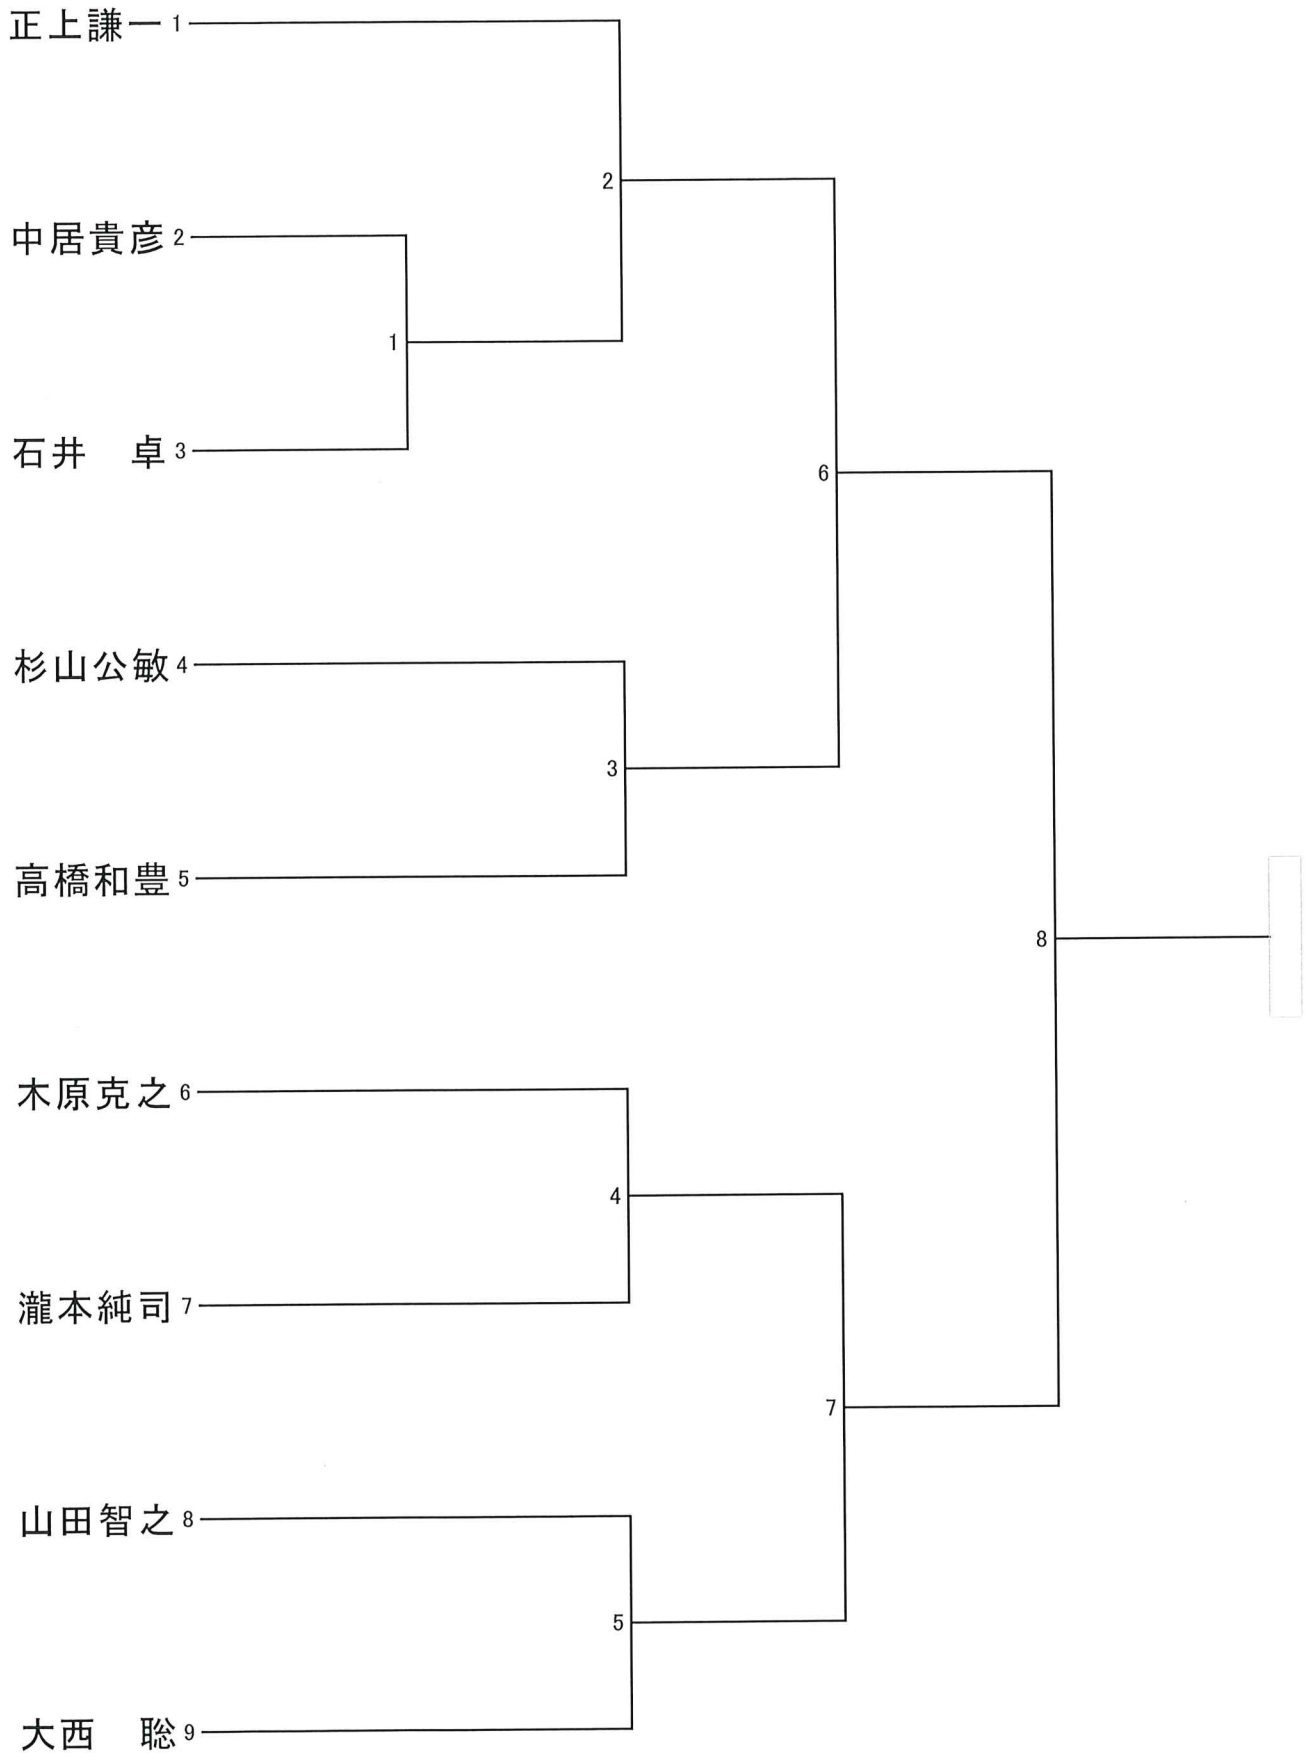 正上謙一 1
2
中居貴彦 2
1
石井　卓 3
6
杉山公敏 4
3
高橋和豊 5
8
木原克之 6
4
瀧本純司 7
7
山田智之 8
5
大西　聡 9